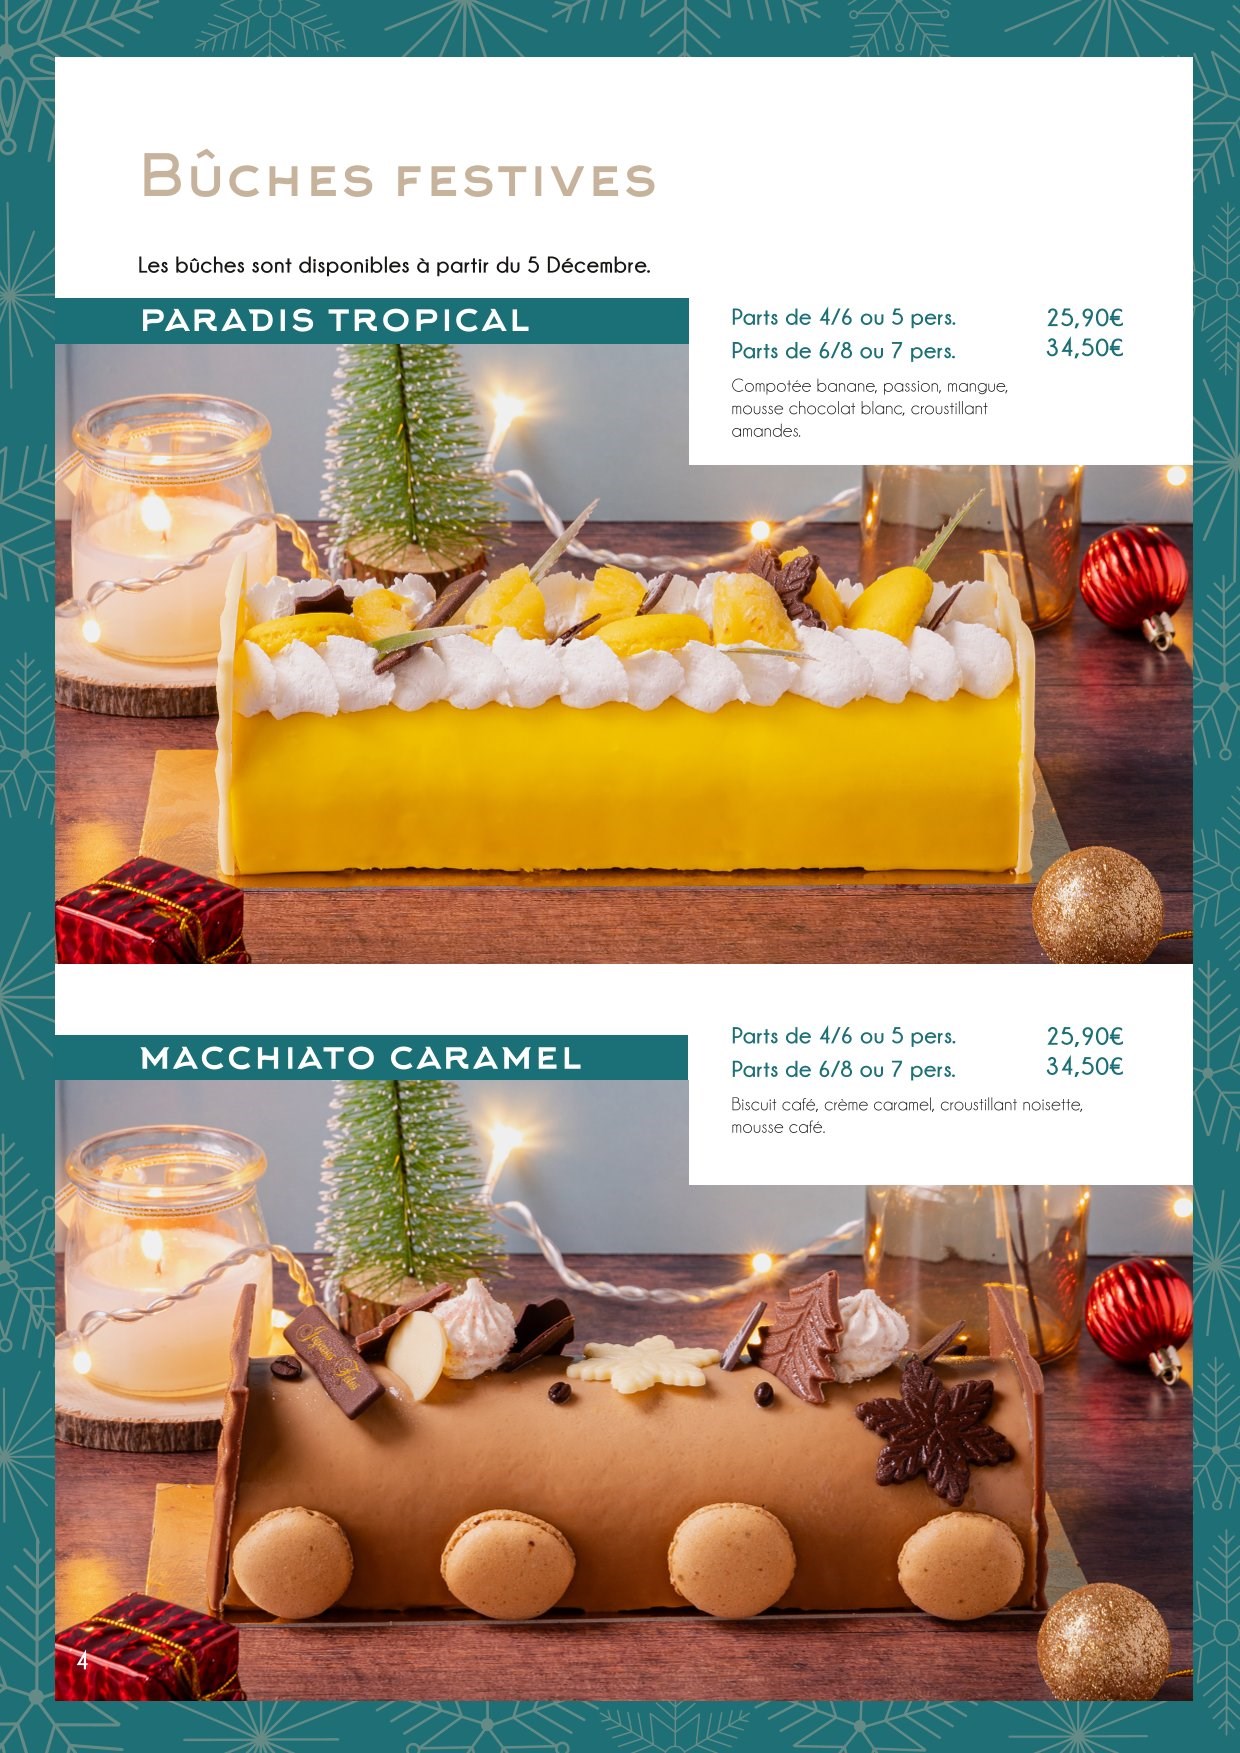 Bûches festives
Les bûches sont disponibles à partir du 5 Décembre.
PARADIS TROPICAL
Parts de 4/6 ou 5 pers. 25,90€
Parts de 6/8 ou 7 pers. 34,50€
Compotée banane, passion, mangue,
mousse chocolat blanc, croustillant
amandes.
MACCHIATO CARAMEL
Parts de 4/6 ou 5 pers. 25,90€
Parts de 6/8 ou 7 pers. 34,50€
Biscuit café, crème caramel, croustillant noisette,
mousse café.
Joyeuses Fêtes
4